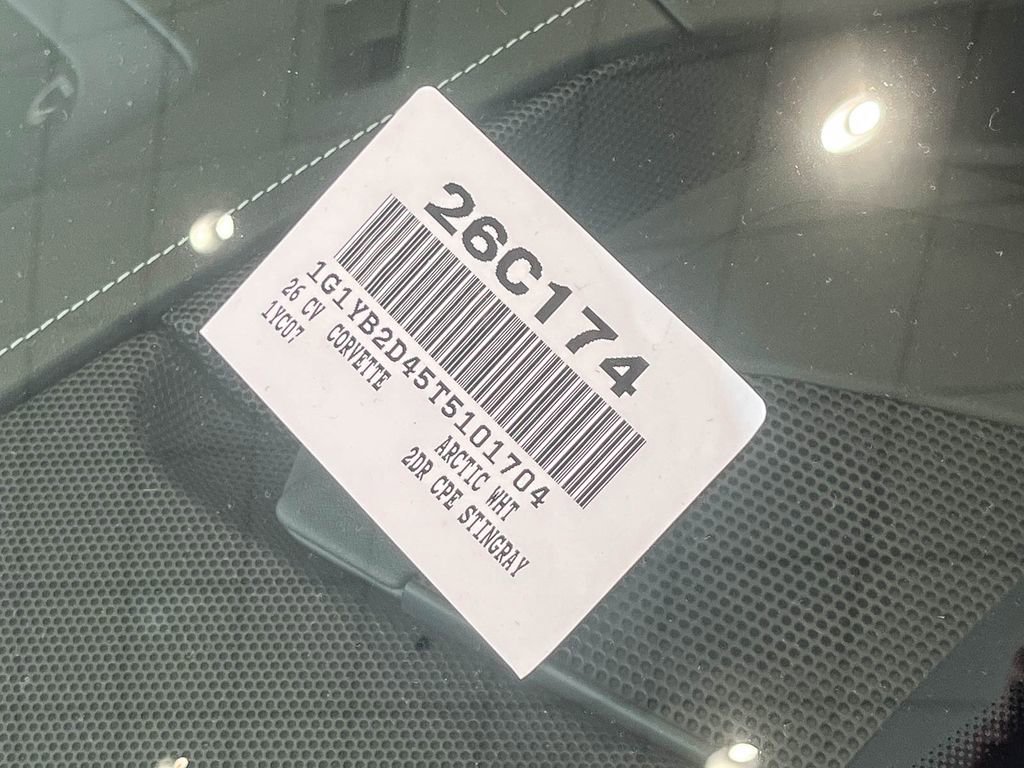 26C174
1G1YB2D45T5101704
26 CV CORVETTE ARCTIC WHT
1YC07 2DR CPE STINGRAY